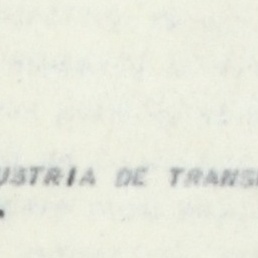 USTRIA DE TRANS
.